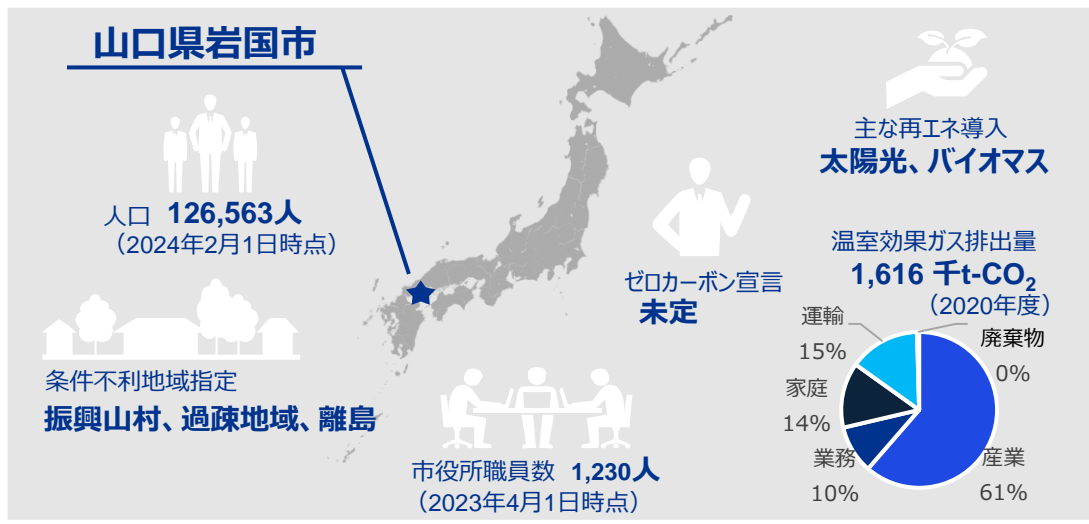 山口県岩国市
人口 126,563人
（2024年2月1日時点）
条件不利地域指定
振興山村、過疎地域、離島
市役所職員数 1,230人
（2023年4月1日時点）
ゼロカーボン宣言
未定
主な再エネ導入
太陽光、バイオマス
温室効果ガス排出量
1,616 千t-CO₂
（2020年度）
運輸
15%
廃棄物
0%
家庭
14%
業務
10%
産業
61%